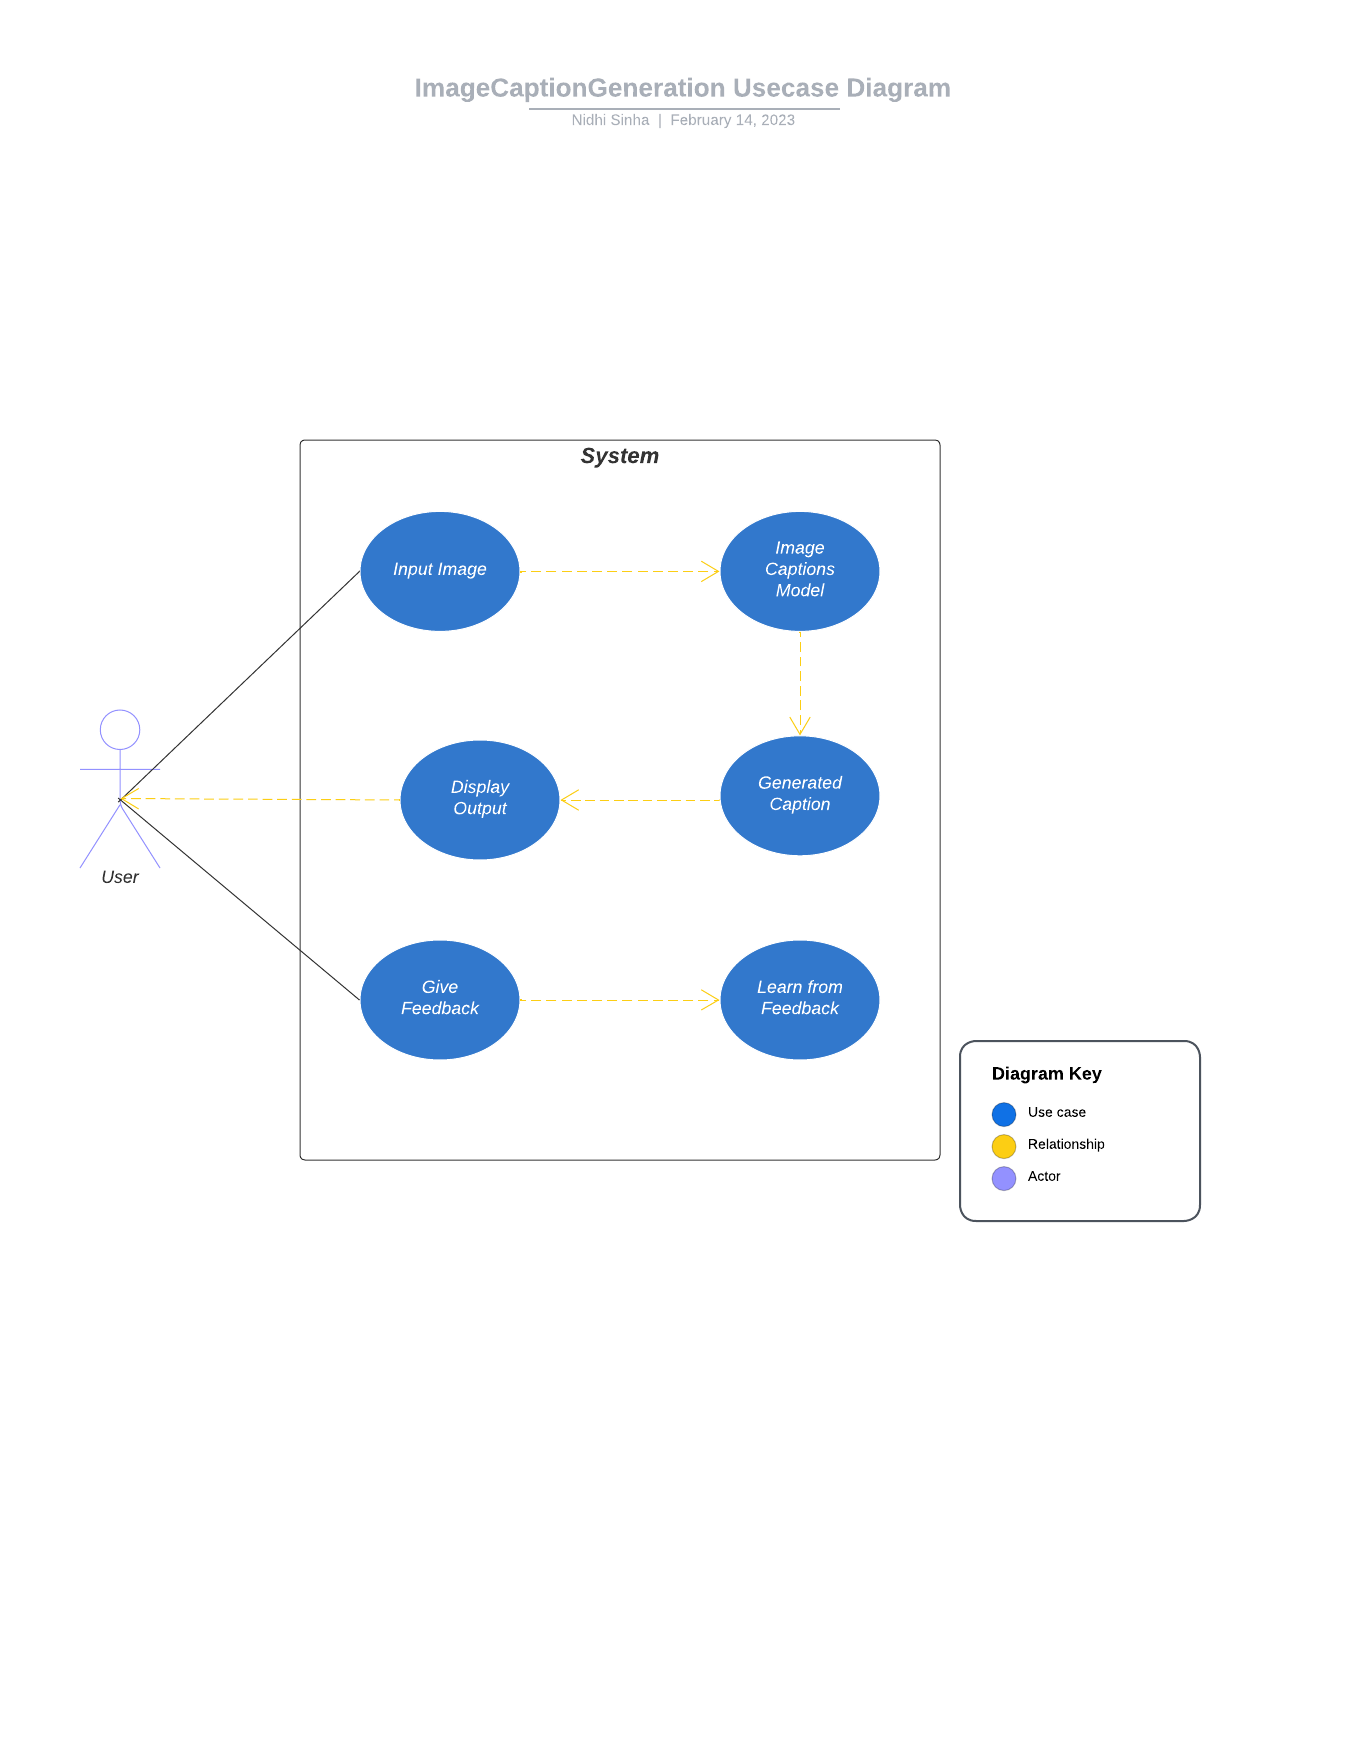 ImageCaptionGeneration Usecase Diagram
Nidhi Sinha | February 14, 2023
System
Input Image
Image
Captions
Model
Display
Output
Generated
Caption
User
Give
Feedback
Learn from
Feedback
Diagram Key
Use case
Relationship
Actor